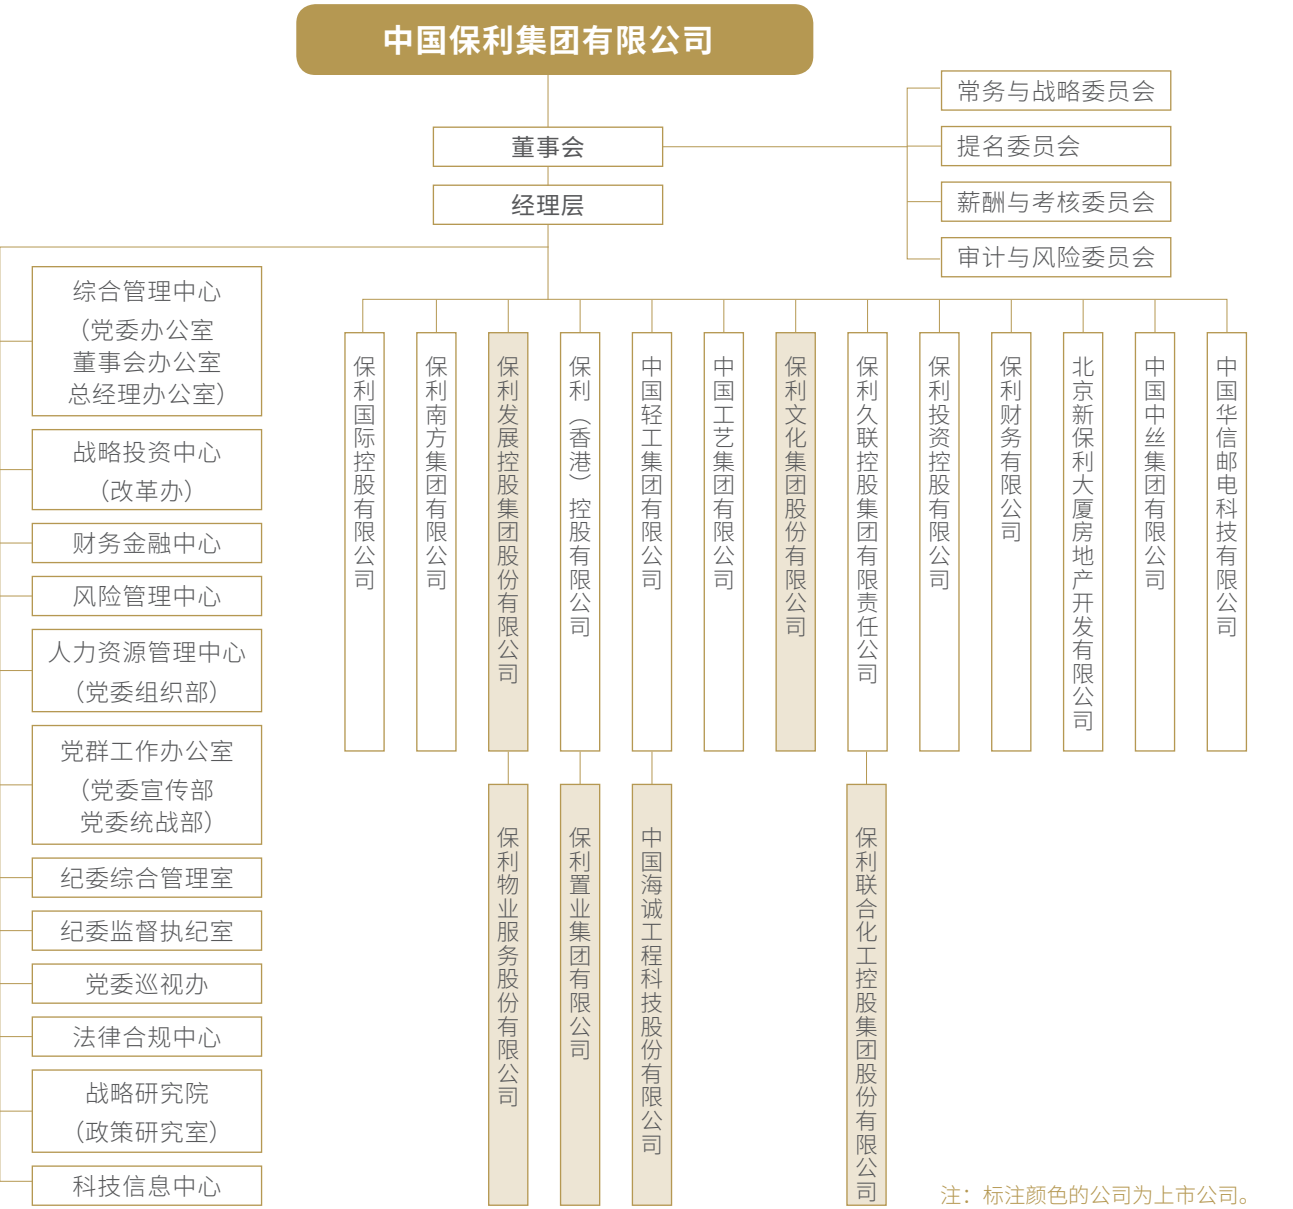 中国保利集团有限公司
董事会
经理层
常务与战略委员会
提名委员会
薪酬与考核委员会
审计与风险委员会
综合管理中心
（党委办公室
董事会办公室
总经理办公室）
战略投资中心
（改革办）
财务金融中心
风险管理中心
人力资源管理中心
（党委组织部）
党群工作办公室
（党委宣传部
党委统战部）
纪委综合管理室
纪委监督执纪室
党委巡视办
法律合规中心
战略研究院
（政策研究室）
科技信息中心
保利国际控股有限公司
保利南方集团有限公司
保利发展控股集团股份有限公司
保利（香港）控股有限公司
中国轻工集团有限公司
中国工艺集团有限公司
保利文化集团股份有限公司
保利久联控股集团有限责任公司
保利投资控股有限公司
保利财务有限公司
北京新保利大厦房地产开发有限公司
中国中丝集团有限公司
中国华信邮电科技有限公司
保利物业服务股份有限公司
保利置业集团有限公司
中国海诚工程科技股份有限公司
保利联合化工控股集团股份有限公司
注：标注颜色的公司为上市公司。